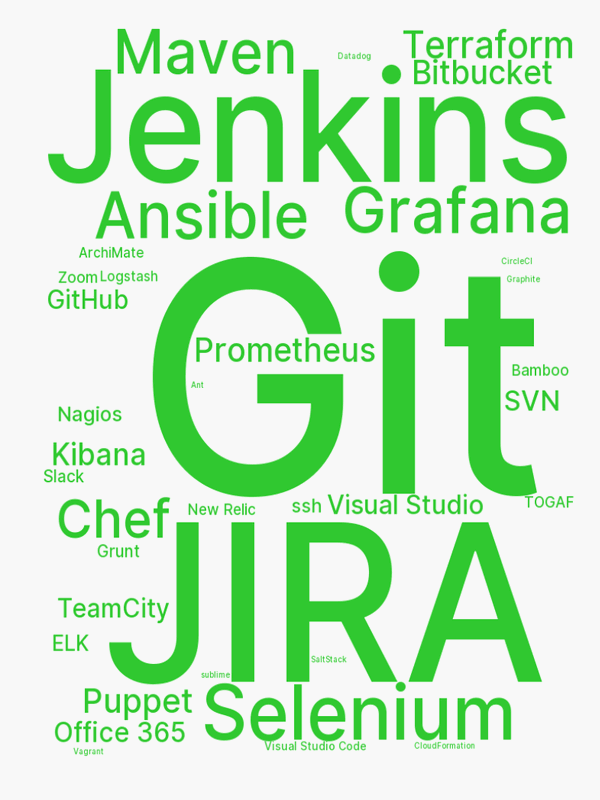 Maven
Datadog
Terraform
Bitbucket
Jenkins
Ansible
Grafana
ArchiMate
CircleCI
Zoom
Logstash
Graphite
GitHub
Git
Prometheus
Ant
Bamboo
SVN
Nagios
Kibana
Slack
TOGAF
Chef
New Relic
ssh
Visual Studio
Grunt
JIRA
TeamCity
ELK
SaltStack
sublime
Puppet
Selenium
Office 365
Visual Studio Code
CloudFormation
Vagrant